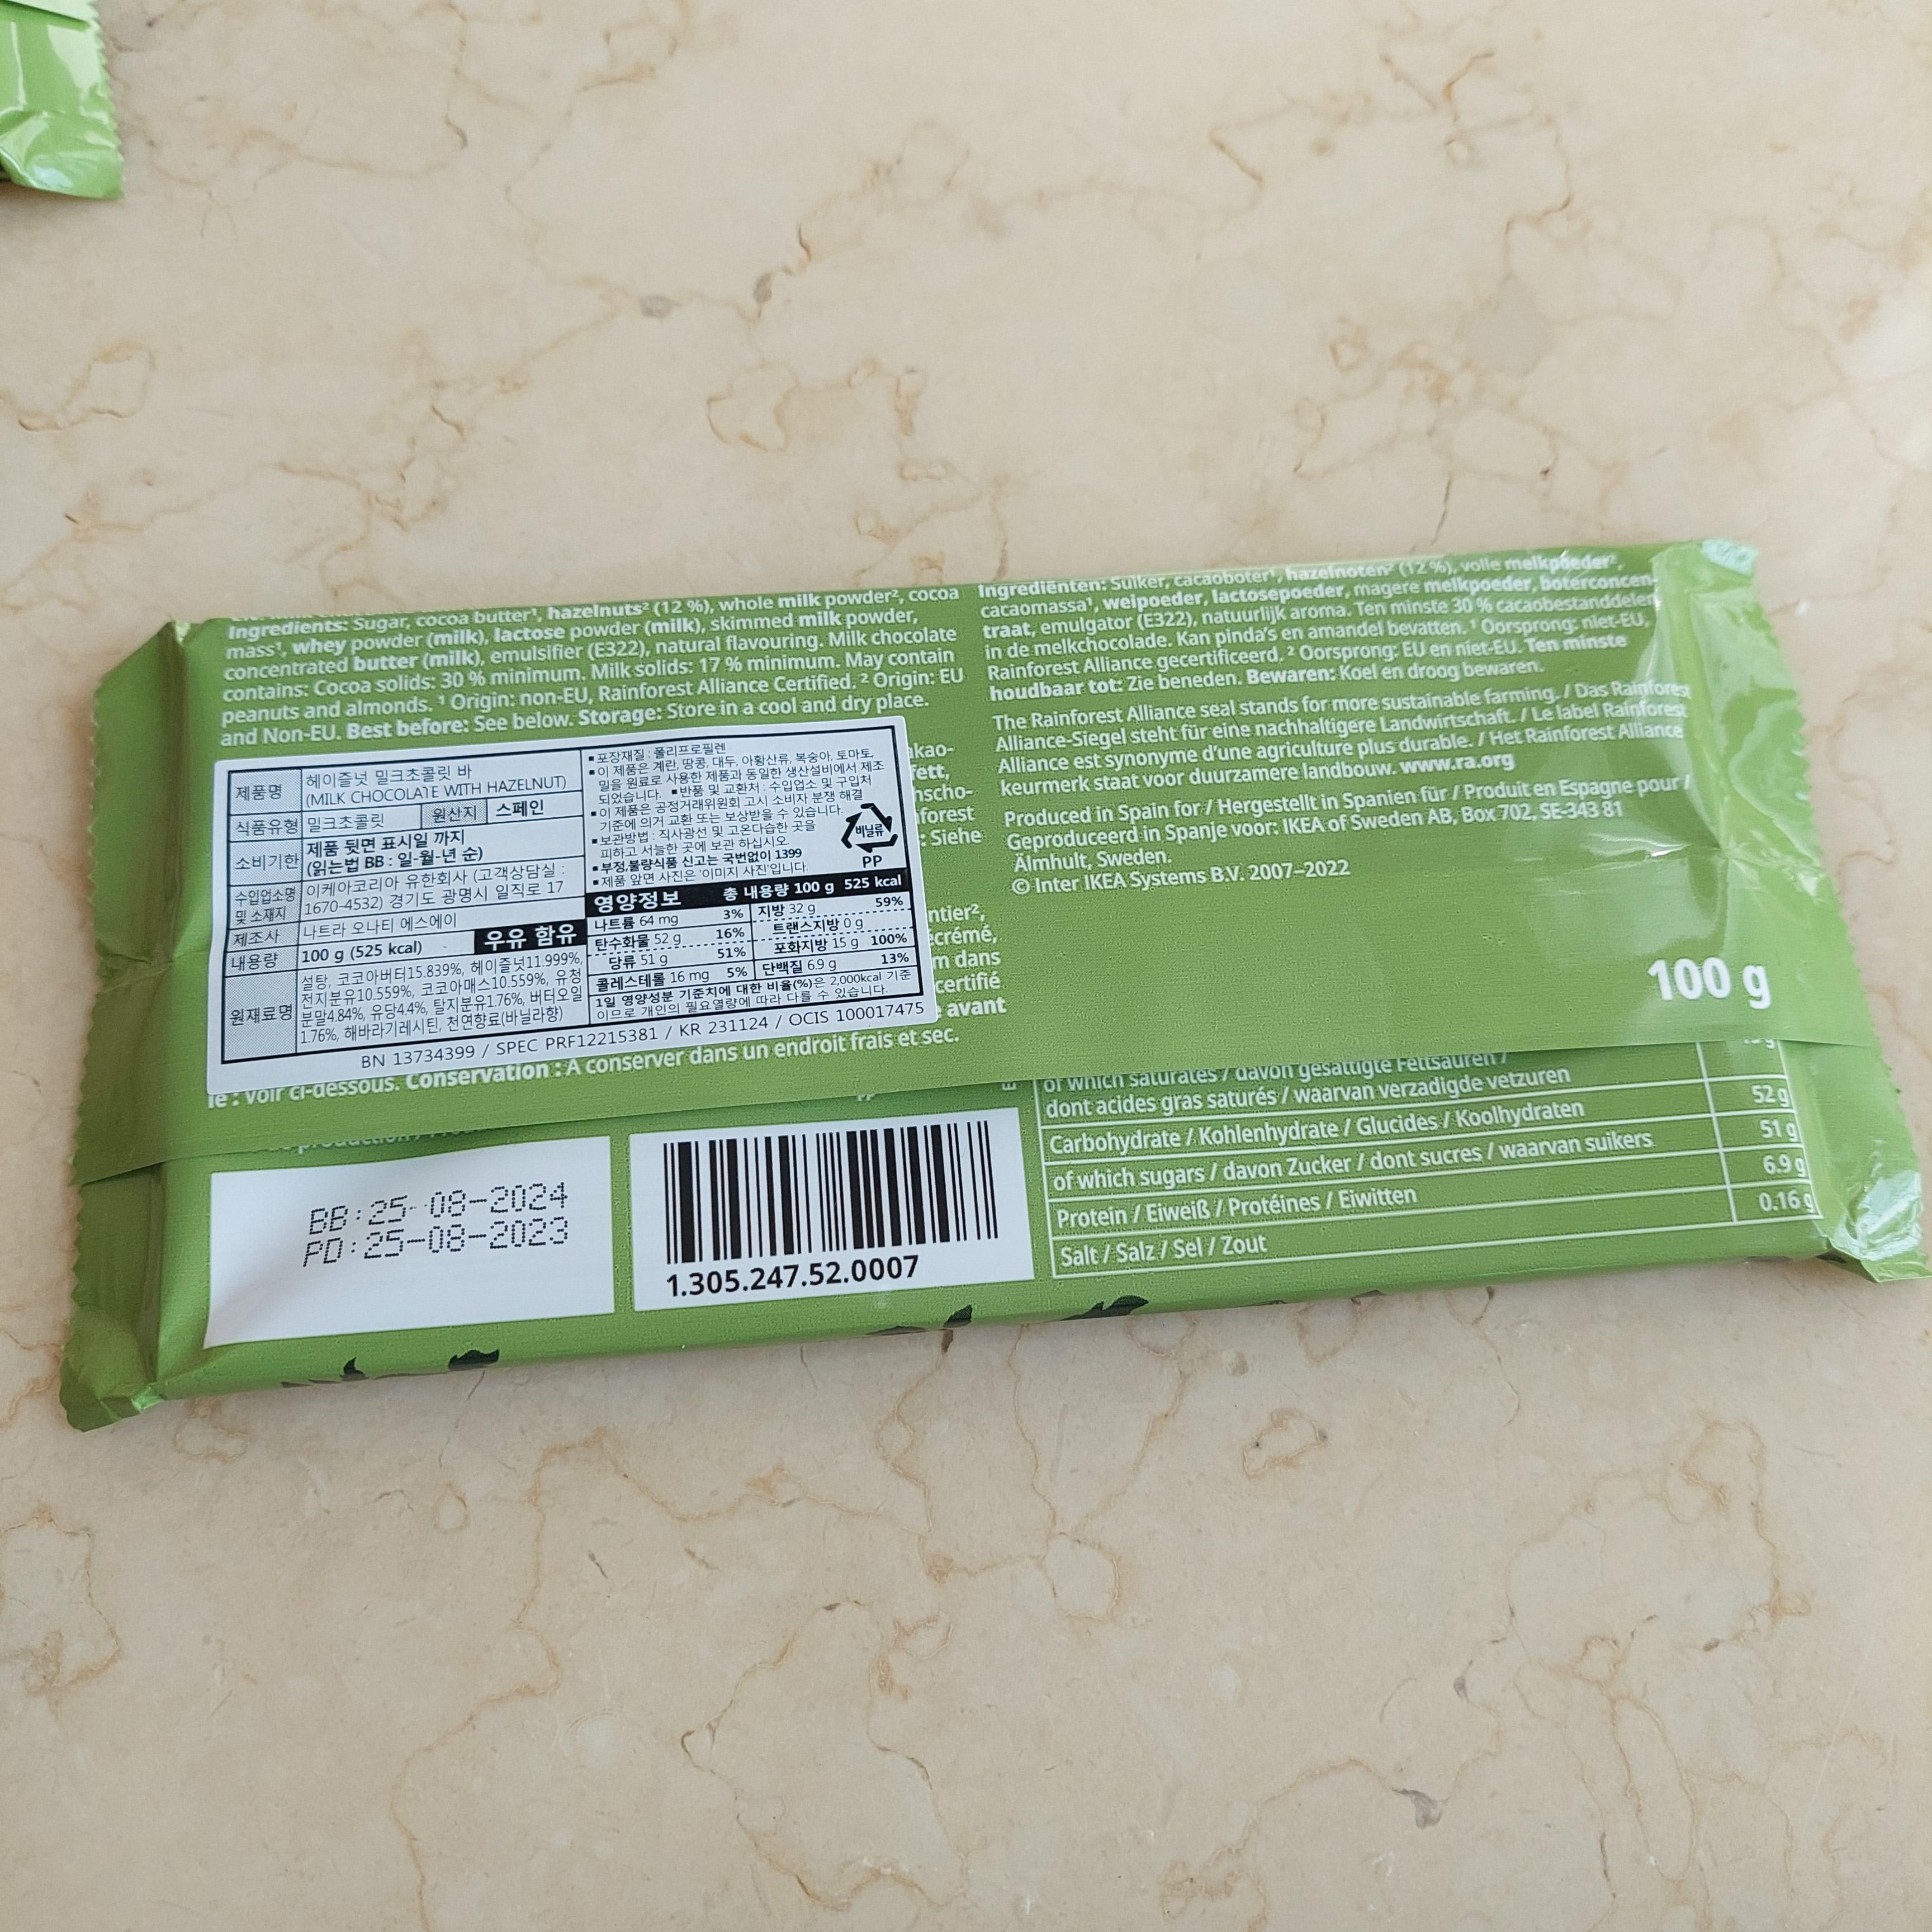 Ingredients: Sugar, cocoa butter¹, hazelnuts² (12 %), whole milk powder², cocoa
mass¹, whey powder (milk), lactose powder (milk), skimmed milk powder,
concentrated butter (milk), emulsifier (E322), natural flavouring. Milk chocolate
contains: Cocoa solids: 30 % minimum. Milk solids: 17 % minimum. May contain
peanuts and almonds. ¹ Origin: non-EU, Rainforest Alliance Certified. ² Origin: EU
and Non-EU. Best before: See below. Storage: Store in a cool and dry place.
Ingrediënten: Suiker, cacaoboter¹, hazelnoten² (12 %), volle melkpoeder²,
cacaomassa¹, weipoeder, lactosepoeder, magere melkpoeder, boterconcen-
traat, emulgator (E322), natuurlijk aroma. Ten minste 30 % cacaobestanddelen
in de melkchocolade. Kan pinda's en amandel bevatten. ¹ Oorsprong: niet-EU,
Rainforest Alliance gecertificeerd. ² Oorsprong: EU en niet-EU. Ten minste
houdbaar tot: Zie beneden. Bewaren: Koel en droog bewaren.
The Rainforest Alliance seal stands for more sustainable farming. / Das Rainforest
Alliance-Siegel steht für eine nachhaltigere Landwirtschaft. / Le label Rainforest
Alliance est synonyme d'une agriculture plus durable. / Het Rainforest Alliance
keurmerk staat voor duurzamere landbouw. www.ra.org
Produced in Spain for / Hergestellt in Spanien für / Produit en Espagne pour /
Geproduceerd in Spanje voor: IKEA of Sweden AB, Box 702, SE-343 81
Älmhult, Sweden.
© Inter IKEA Systems B.V. 2007–2022
100 g
제품명 헤이즐넛 밀크초콜릿 바
(MILK CHOCOLATE WITH HAZELNUT)
식품유형 밀크초콜릿 원산지 스페인
소비기한 제품 뒷면 표시일 까지
(읽는법 BB : 일-월-년 순)
수입업소명 및 소재지 이케아코리아 유한회사 (고객상담실 :
1670-4532) 경기도 광명시 일직로 17
제조사 나트라 오나티 에스에이
내용량 100 g (525 kcal) 우유 함유
원재료명 설탕, 코코아버터15.839%, 헤이즐넛11.999%,
전지분유10.559%, 코코아매스10.559%, 유청
분말4.84%, 유당4.4%, 탈지분유1.76%, 버터오일
1.76%, 해바라기레시틴, 천연향료(바닐라향)
▪포장재질 : 폴리프로필렌
▪이 제품은 계란, 땅콩, 대두, 아황산류, 복숭아, 토마토,
밀을 원료로 사용한 제품과 동일한 생산설비에서 제조
되었습니다. ▪반품 및 교환처 : 수입업소 및 구입처
▪이 제품은 공정거래위원회 고시 소비자 분쟁 해결
기준에 의거 교환 또는 보상받을 수 있습니다.
▪보관방법 : 직사광선 및 고온다습한 곳을
피하고 서늘한 곳에 보관 하십시오.
▪부정,불량식품 신고는 국번없이 1399
▪제품 앞면 사진은 '이미지 사진'입니다.
비닐류
PP
영양정보 총 내용량 100 g 525 kcal
나트륨 64 mg 3% 지방 32 g 59%
탄수화물 52 g 16% 트랜스지방 0 g
당류 51 g 51% 포화지방 15 g 100%
콜레스테롤 16 mg 5% 단백질 6.9 g 13%
1일 영양성분 기준치에 대한 비율(%)은 2,000kcal 기준
이므로 개인의 필요열량에 따라 다를 수 있습니다.
BN 13734399 / SPEC PRF12215381 / KR 231124 / OCIS 100017475
akao-
fett,
nscho-
nforest
: Siehe
ntier²,
écrémé,
m dans
certifié
avant
le : Voir ci-dessous. Conservation : À conserver dans un endroit frais et sec.
BB:25-08-2024
PD:25-08-2023
1.305.247.52.0007
of which saturates / davon gesättigte Fettsäuren /
dont acides gras saturés / waarvan verzadigde vetzuren
Carbohydrate / Kohlenhydrate / Glucides / Koolhydraten 52 g
of which sugars / davon Zucker / dont sucres / waarvan suikers 51 g
Protein / Eiweiß / Protéines / Eiwitten 6.9 g
Salt / Salz / Sel / Zout 0.16 g